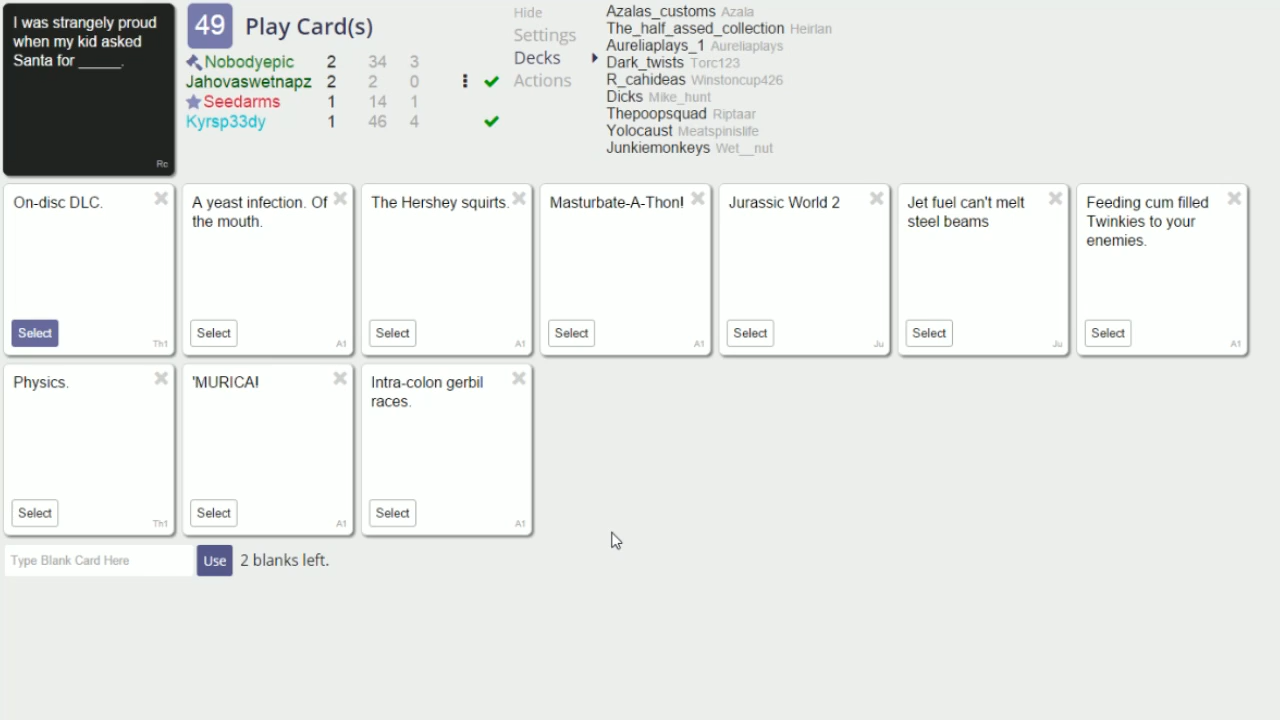 I was strangely proud
when my kid asked
Santa for _____.
Rc
49 Play Card(s)
Nobodyepic 2 34 3
Jahovaswetnapz 2 2 0
Seedarms 1 14 1
Kyrsp33dy 1 46 4
Hide
Settings
Decks
Actions
Azalas_customs Azala
The_half_assed_collection Heirlan
Aureliaplays_1 Aureliaplays
Dark_twists Torc123
R_cahideas Winstoncup426
Dicks Mike_hunt
Thepoopsquad Riptaar
Yolocaust Meatspinislife
Junkiemonkeys Wet__nut
On-disc DLC.
Select
Th1
A yeast infection. Of
the mouth.
Select
A1
The Hershey squirts.
Select
A1
Masturbate-A-Thon!
Select
A1
Jurassic World 2
Select
Ju
Jet fuel can't melt
steel beams
Select
Ju
Feeding cum filled
Twinkies to your
enemies.
Select
A1
Physics.
Select
Th1
'MURICA!
Select
A1
Intra-colon gerbil
races.
Select
A1
Type Blank Card Here Use 2 blanks left.